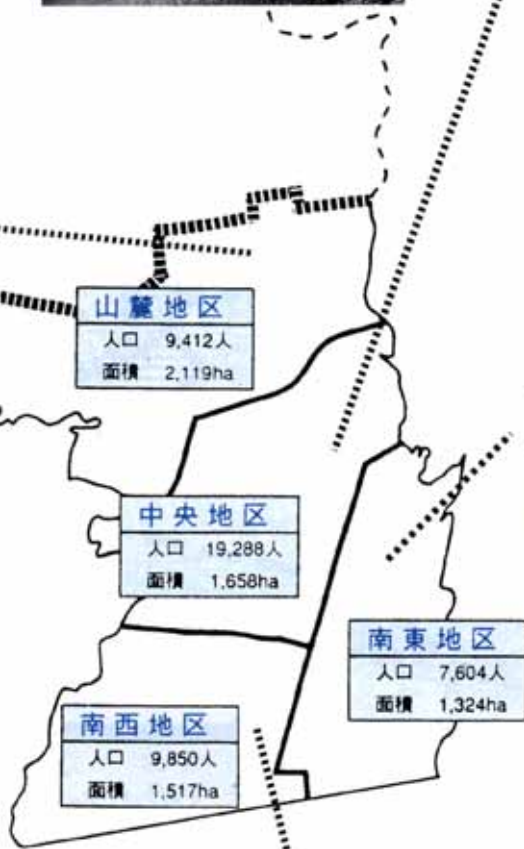 山麓地区
人口 9,412人
面積 2,119ha
中央地区
人口 19,288人
面積 1,658ha
南東地区
人口 7,604人
面積 1,324ha
南西地区
人口 9,850人
面積 1,517ha